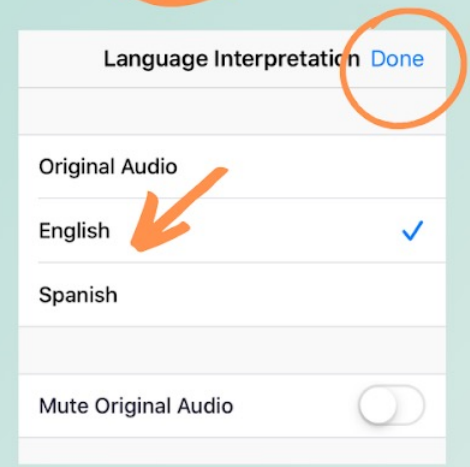 Language Interpretation Done
Original Audio
English
Spanish
Mute Original Audio